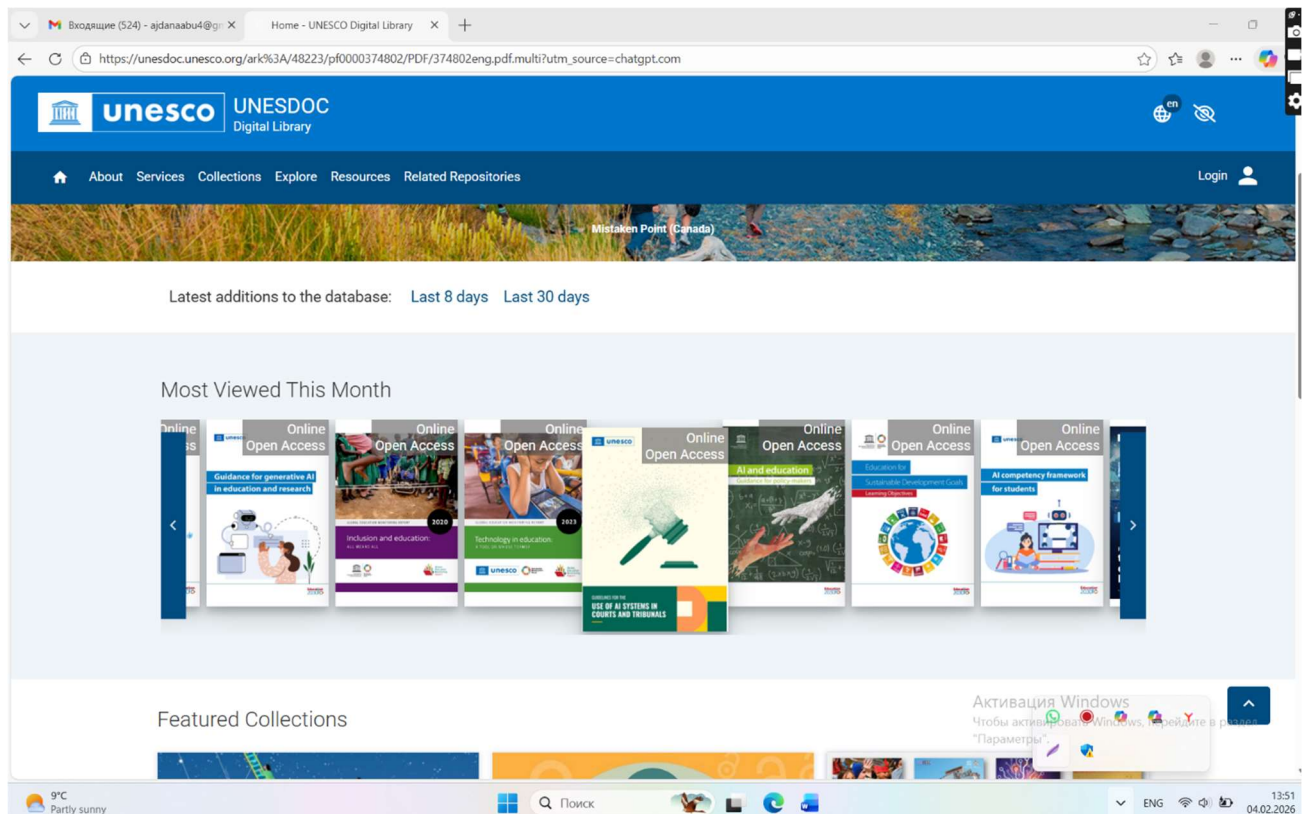 Входящие (524) - ajdanaabu4@gm
Home - UNESCO Digital Library
https://unesdoc.unesco.org/ark%3A/48223/pf0000374802/PDF/374802eng.pdf.multi?utm_source=chatgpt.com
unesco
UNESDOC
Digital Library
en
About Services Collections Explore Resources Related Repositories
Login
Mistaken Point (Canada)
Latest additions to the database: Last 8 days Last 30 days
Most Viewed This Month
Online
Open Access
Guidance for generative AI
in education and research
Online
Open Access
2020
Inclusion and education:
ALL MEANS ALL
Online
Open Access
2023
Technology in education:
unesco
unesco
Online
Open Access
GUIDELINES FOR THE
USE OF AI SYSTEMS IN
COURTS AND TRIBUNALS
Online
Open Access
AI and education
Guidance for policy-makers
Online
Open Access
Education for
Sustainable Development Goals
Learning Objectives
Online
Open Access
AI competency framework
for students
Featured Collections
Активация Windows
Чтобы активировать Windows, перейдите в раздел
"Параметры".
9°C
Partly sunny
Поиск
ENG
13:51
04.02.2026